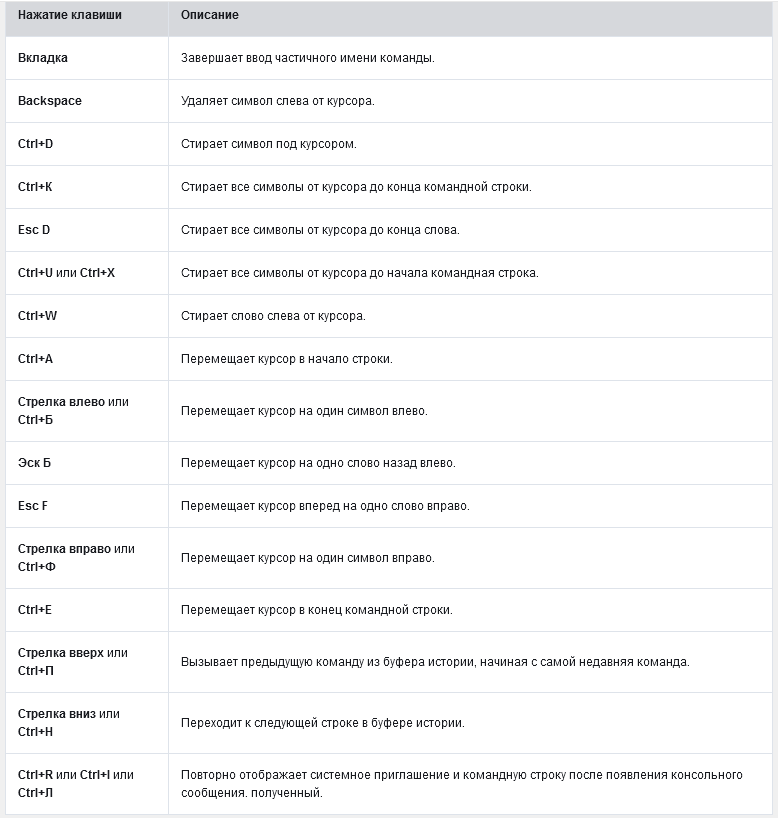 Нажатие клавиши Описание
Вкладка Завершает ввод частичного имени команды.
Backspace Удаляет символ слева от курсора.
Ctrl+D Стирает символ под курсором.
Ctrl+К Стирает все символы от курсора до конца командной строки.
Esc D Стирает все символы от курсора до конца слова.
Ctrl+U или Ctrl+X Стирает все символы от курсора до начала командная строка.
Ctrl+W Стирает слово слева от курсора.
Ctrl+A Перемещает курсор в начало строки.
Стрелка влево или
Ctrl+Б
Перемещает курсор на один символ влево.
Эск Б Перемещает курсор на одно слово назад влево.
Esc F Перемещает курсор вперед на одно слово вправо.
Стрелка вправо или
Ctrl+Ф
Перемещает курсор на один символ вправо.
Ctrl+E Перемещает курсор в конец командной строки.
Стрелка вверх или
Ctrl+П
Вызывает предыдущую команду из буфера истории, начиная с самой недавняя команда.
Стрелка вниз или
Ctrl+Н
Переходит к следующей строке в буфере истории.
Ctrl+R или Ctrl+I или
Ctrl+Л
Повторно отображает системное приглашение и командную строку после появления консольного
сообщения. полученный.